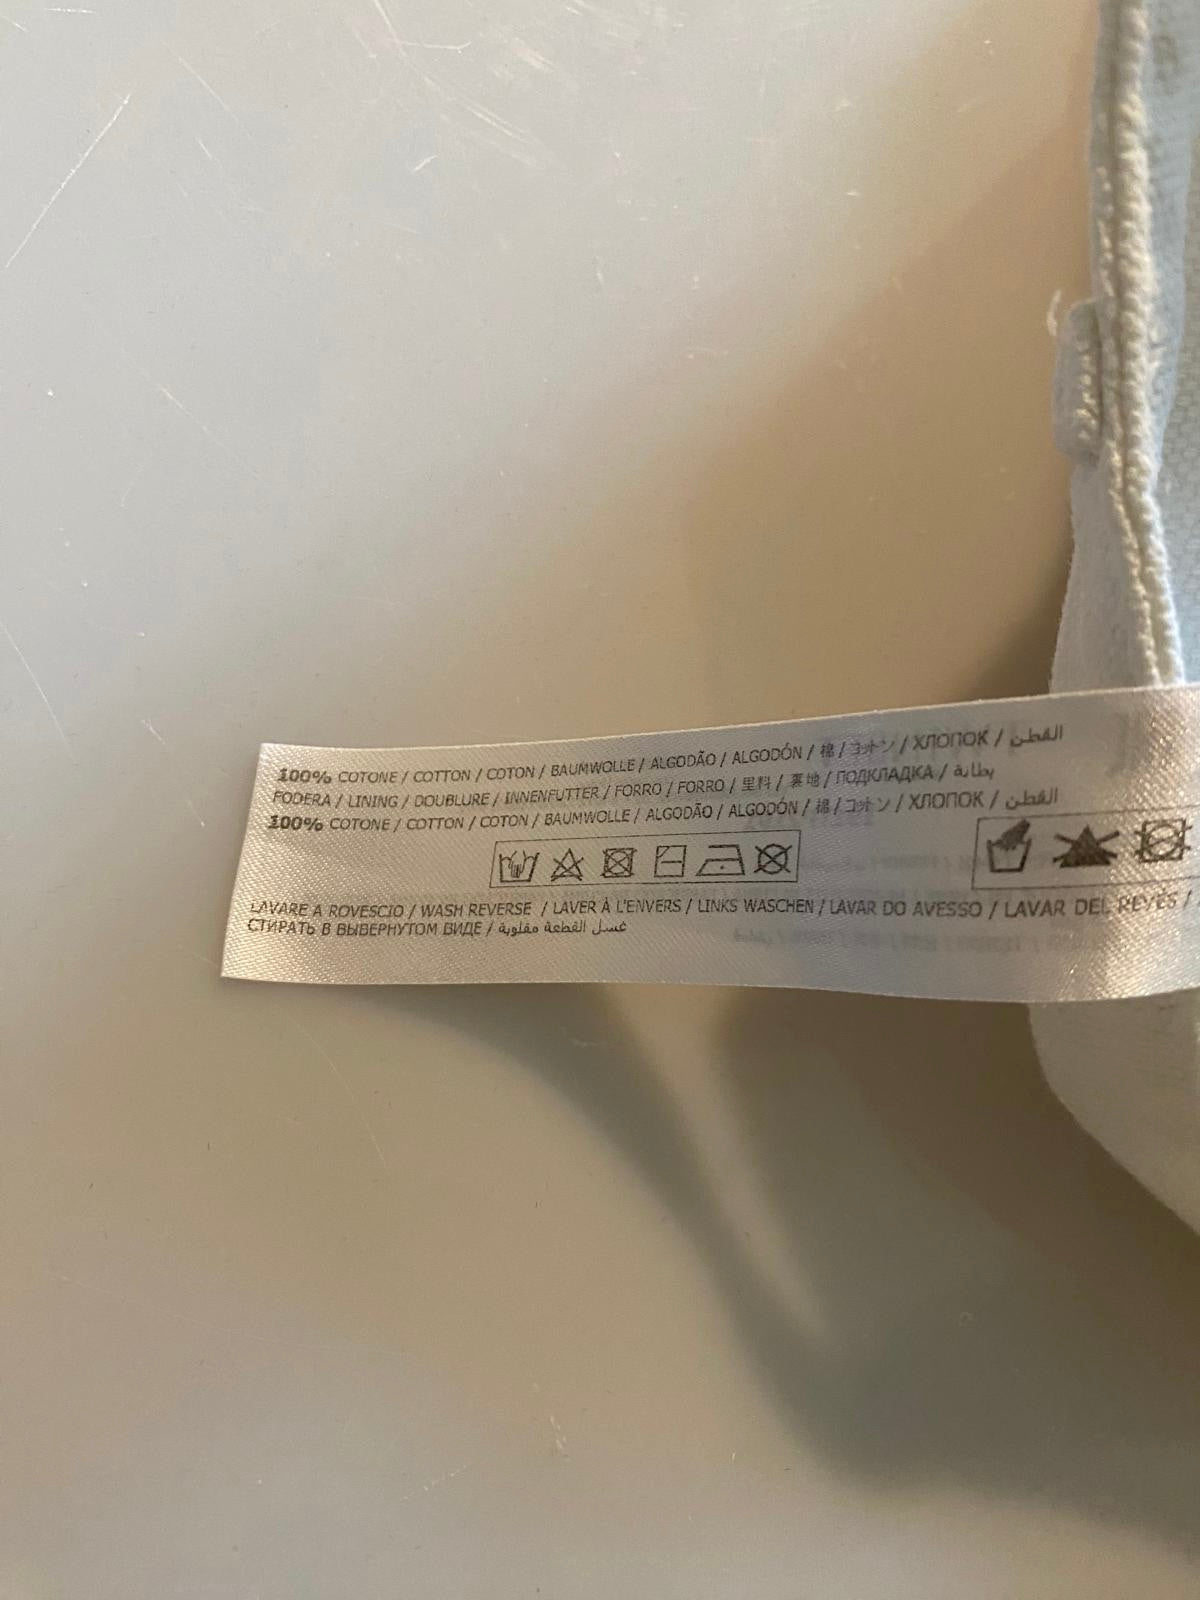 100% COTONE / COTTON / COTON / BAUMWOLLE / ALGODÃO / ALGODÓN / 棉 / コットン / ХЛОПОК / القطن
FODERA / LINING / DOUBLURE / INNENFUTTER / FORRO / FORRO / 里料 / 裏地 / ПОДКЛАДКА / بطانة
100% COTONE / COTTON / COTON / BAUMWOLLE / ALGODÃO / ALGODÓN / 棉 / コットン / ХЛОПОК / القطن
LAVARE A ROVESCIO / WASH REVERSE / LAVER À L'ENVERS / LINKS WASCHEN / LAVAR DO AVESSO / LAVAR DEL REVÉS /
СТИРАТЬ В ВЫВЕРНУТОМ ВИДЕ / غسل القطعة مقلوبة